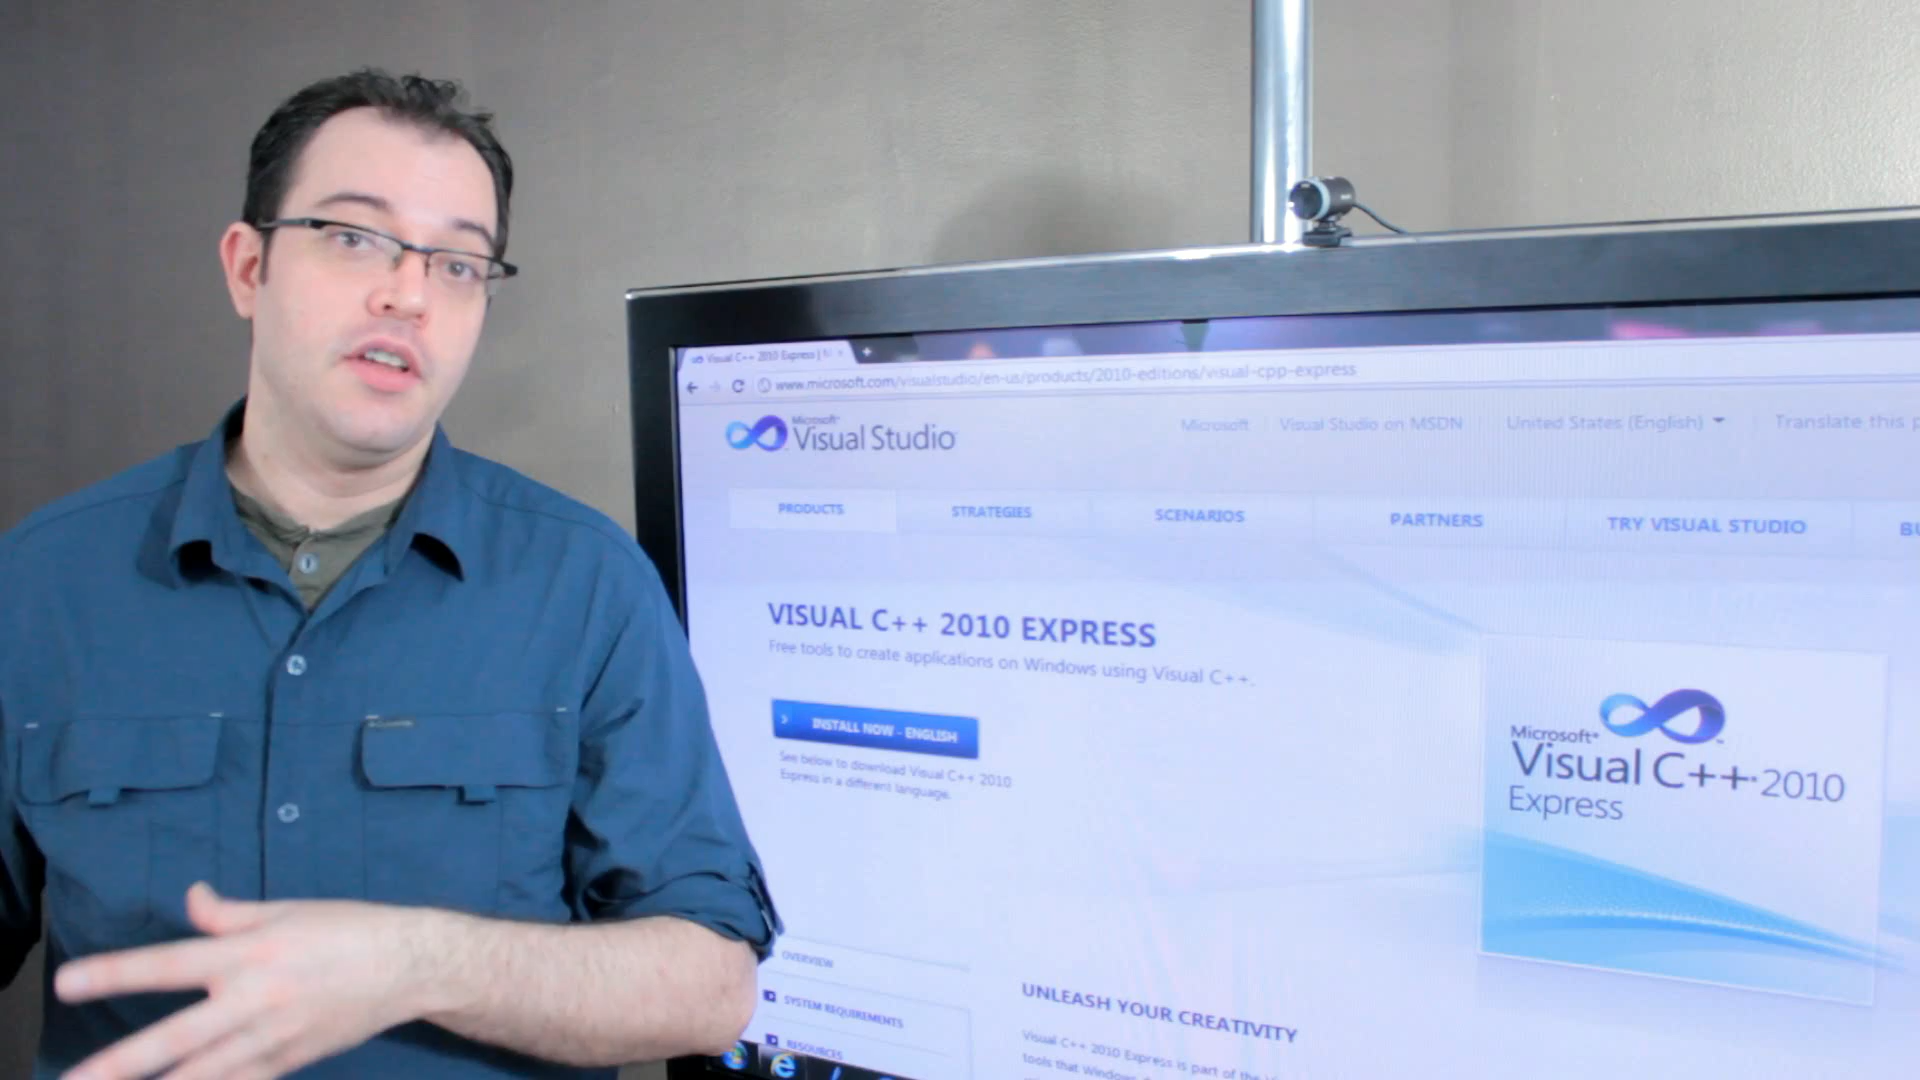 Visual C++ 2010 Express |
www.microsoft.com/visualstudio/en-us/products/2010-editions/visual-cpp-express
Microsoft
Visual Studio
Microsoft
Visual Studio on MSDN
United States (English)
Translate this
PRODUCTS
STRATEGIES
SCENARIOS
PARTNERS
TRY VISUAL STUDIO
VISUAL C++ 2010 EXPRESS
Free tools to create applications on Windows using Visual C++.
INSTALL NOW - ENGLISH
See below to download Visual C++ 2010
Express in a different language.
Microsoft
Visual C++ 2010
Express
OVERVIEW
SYSTEM REQUIREMENTS
RESOURCES
UNLEASH YOUR CREATIVITY
Visual C++ 2010 Express is part of the
tools that Windows